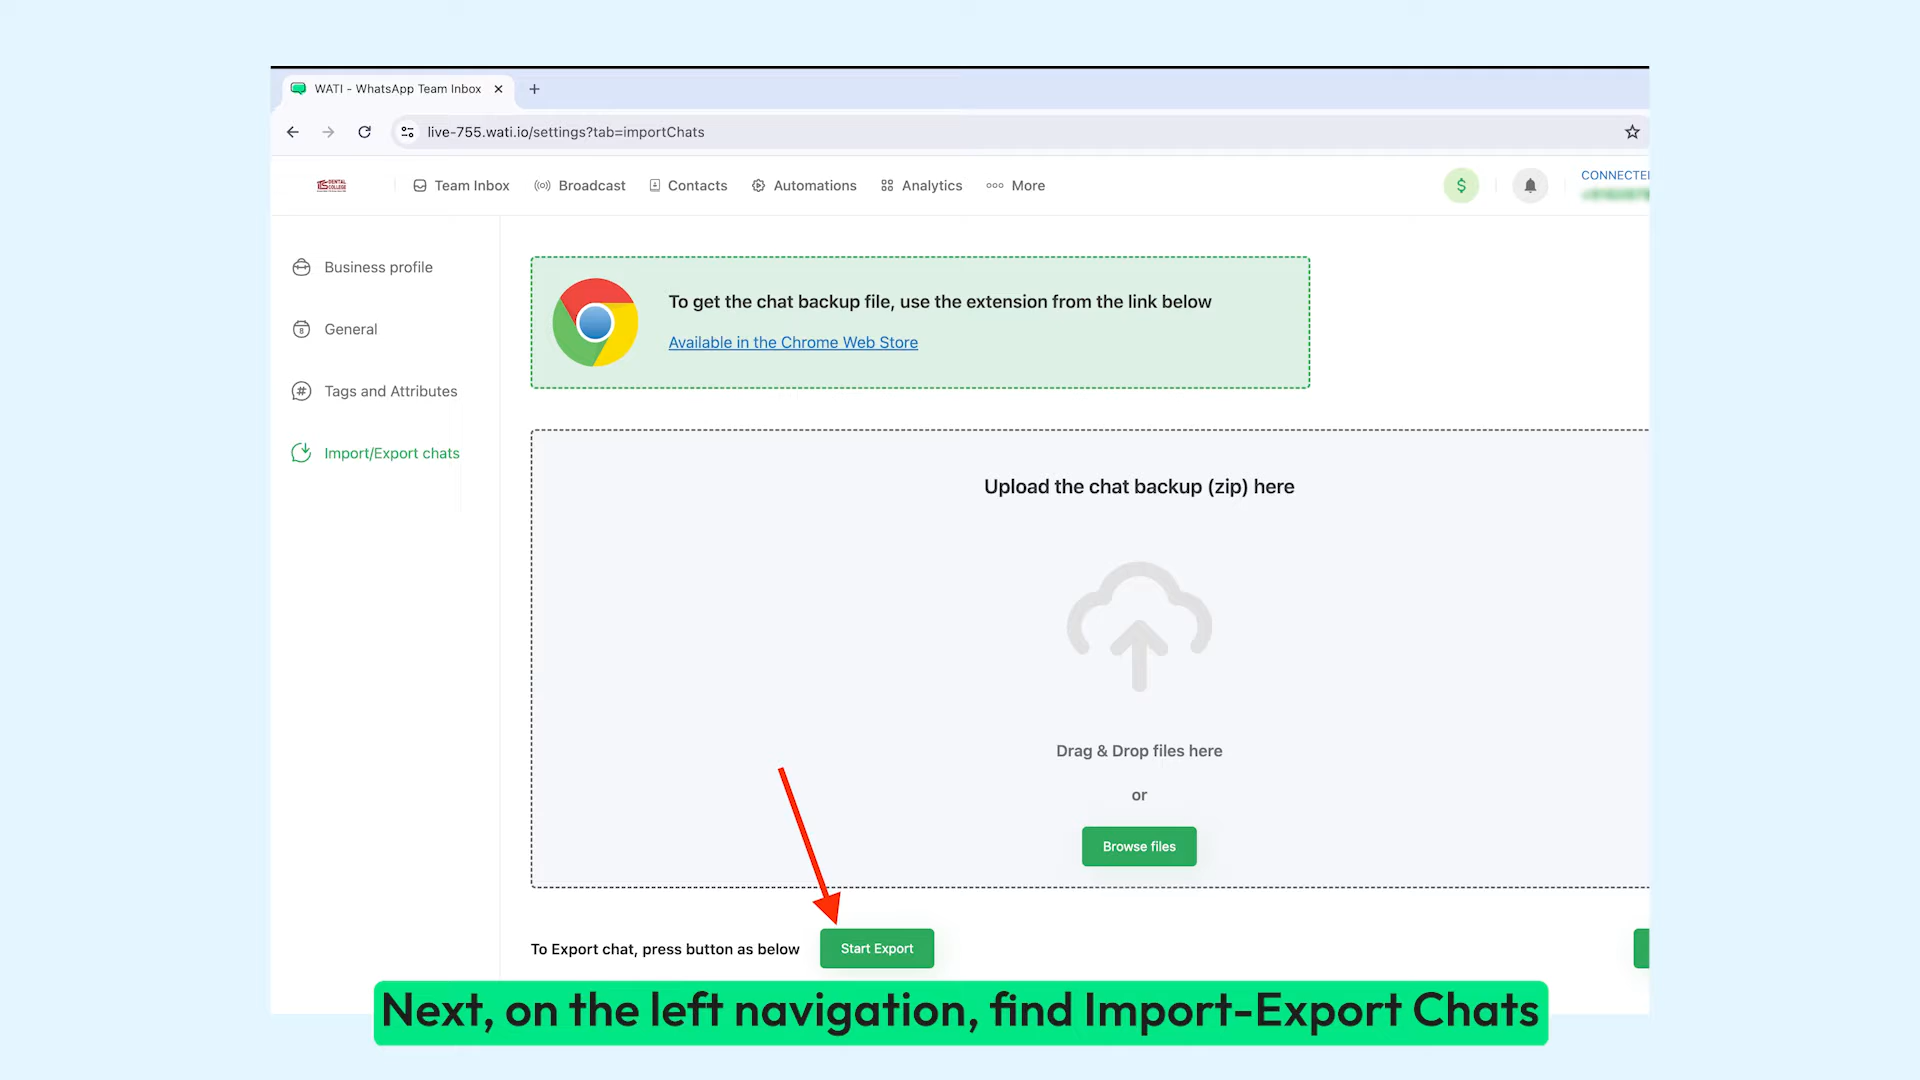 WATI - WhatsApp Team Inbox
live-755.wati.io/settings?tab=importChats
DENTAL
COLLEGE
Team Inbox
Broadcast
Contacts
Automations
Analytics
More
$
CONNECTE
Business profile
General
Tags and Attributes
Import/Export chats
To get the chat backup file, use the extension from the link below
Available in the Chrome Web Store
Upload the chat backup (zip) here
Drag & Drop files here
or
Browse files
To Export chat, press button as below
Start Export
Next, on the left navigation, find Import-Export Chats